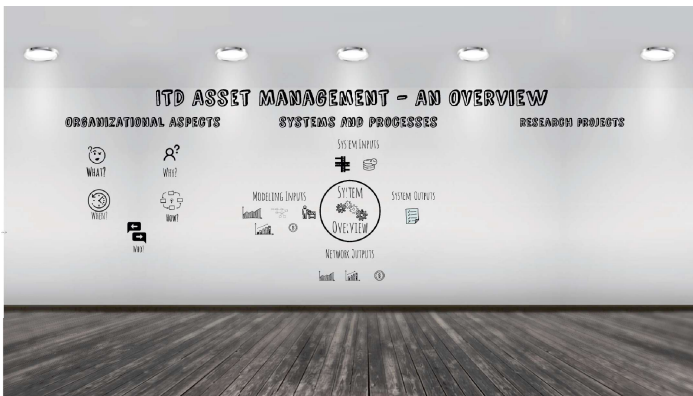 ITD ASSET MANAGEMENT - AN OVERVIEW
ORGANIZATIONAL ASPECTS
SYSTEMS AND PROCESSES
RESEARCH PROJECTS
WHAT?
WHY?
WHEN?
HOW?
WHO?
SYSTEM INPUTS
MODELING INPUTS
SYSTEM
OVERVIEW
SYSTEM OUTPUTS
NETWORK OUTPUTS